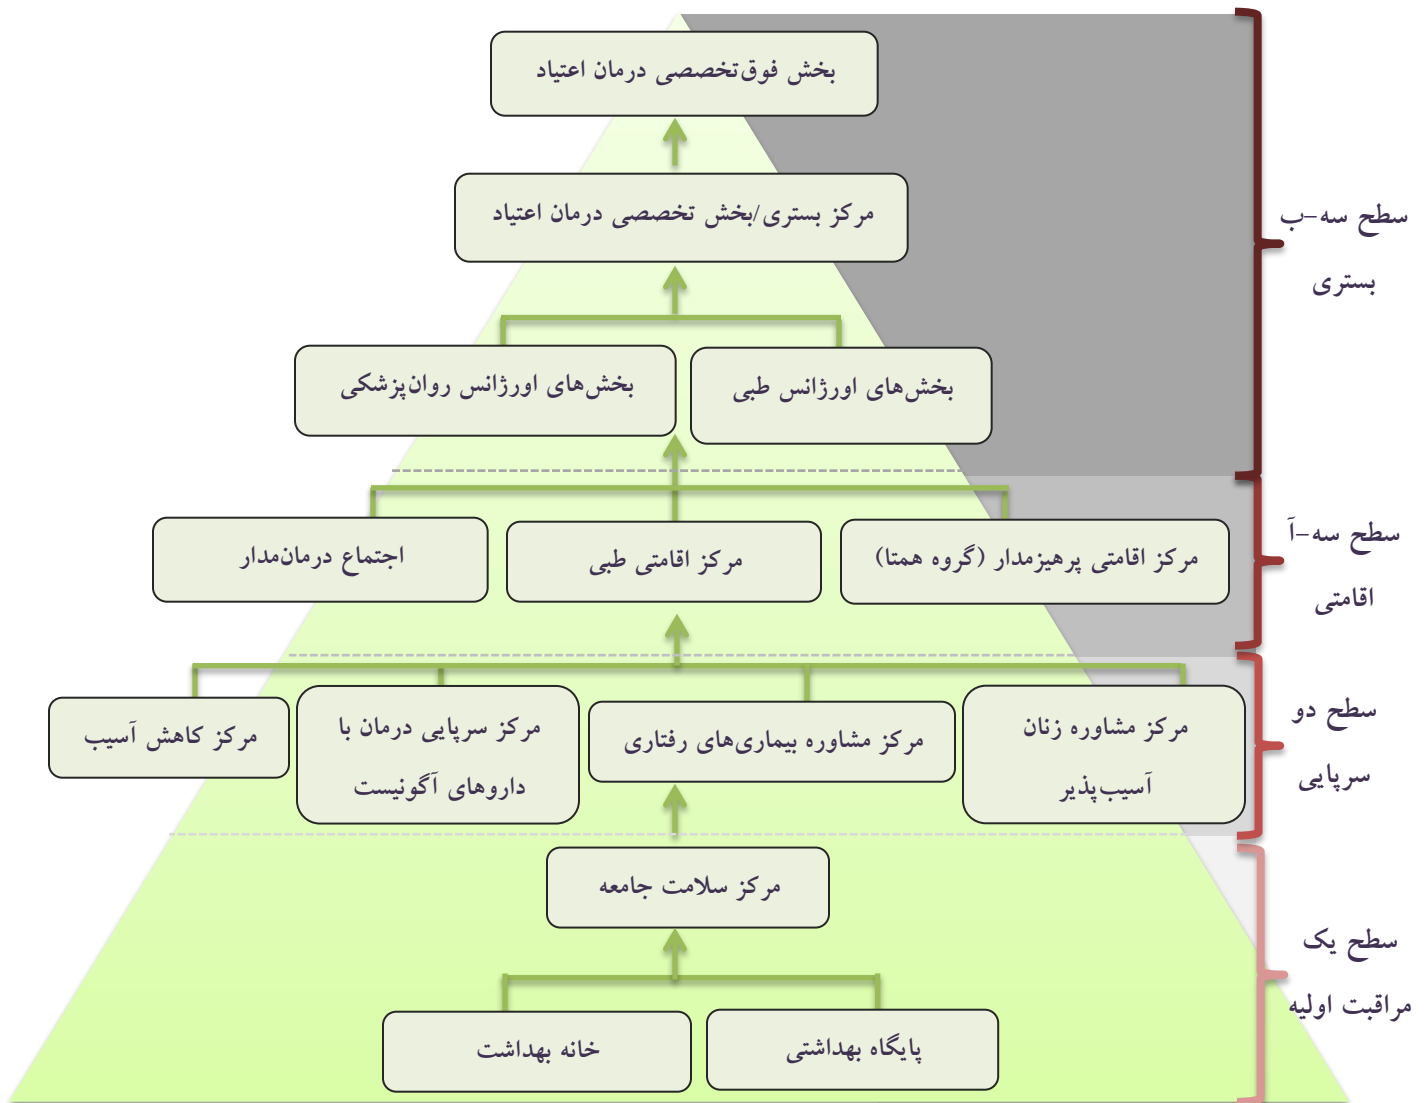 بخش فوق‌تخصصی درمان اعتیاد
مرکز بستری/بخش تخصصی درمان اعتیاد
سطح سه-ب
بستری
بخش‌های اورژانس طبی
بخش‌های اورژانس روان‌پزشکی
سطح سه-آ
اقامتی
مرکز اقامتی پرهیزمدار (گروه همتا)
مرکز اقامتی طبی
اجتماع درمان‌مدار
سطح دو
سرپایی
مرکز مشاوره زنان
آسیب‌پذیر
مرکز مشاوره بیماری‌های رفتاری
مرکز سرپایی درمان با
داروهای آگونیست
مرکز کاهش آسیب
مرکز سلامت جامعه
سطح یک
مراقبت اولیه
پایگاه بهداشتی
خانه بهداشت